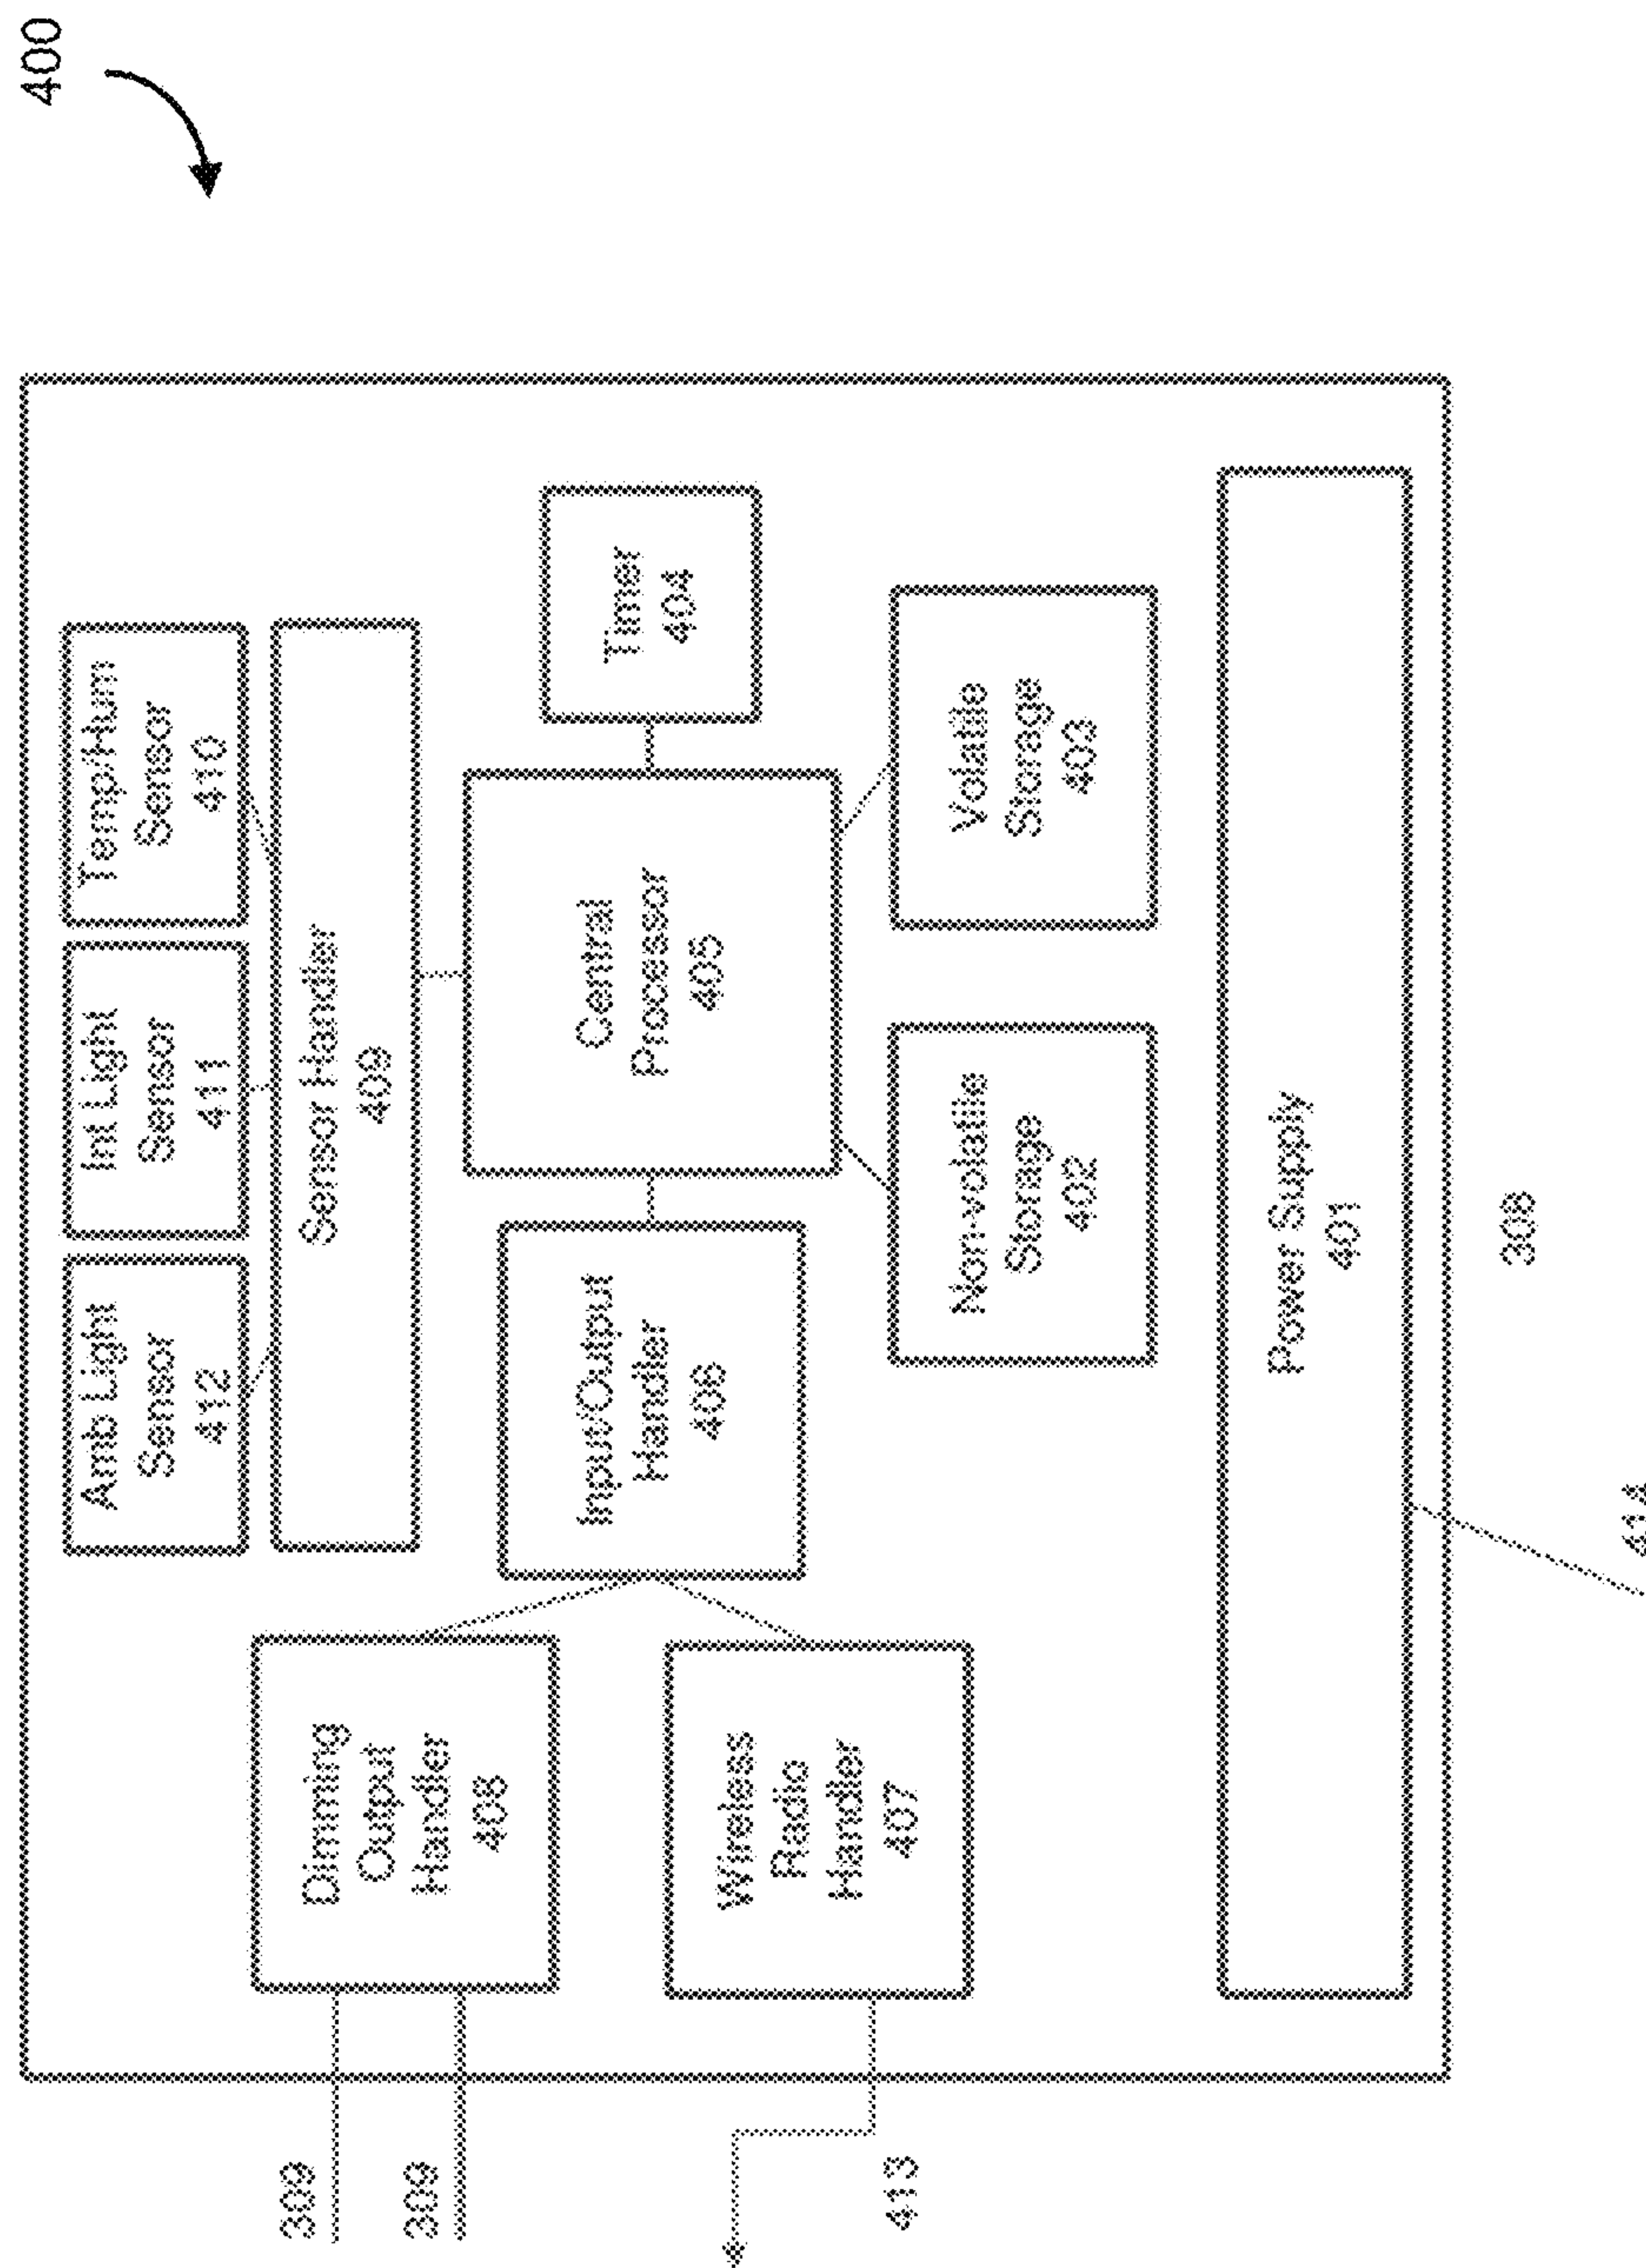 400
Amb Light
Sensor
412
Int Light
Sensor
411
Temp/Hum
Sensor
410
Sensor Handler
409
309
309
Dimming
Output
Handler
408
Input/Output
Handler
406
Central
Processor
405
Timer
404
Wireless
Radio
Handler
407
413
Non-volatile
Storage
402
Volatile
Storage
403
Power Supply
401
308
414